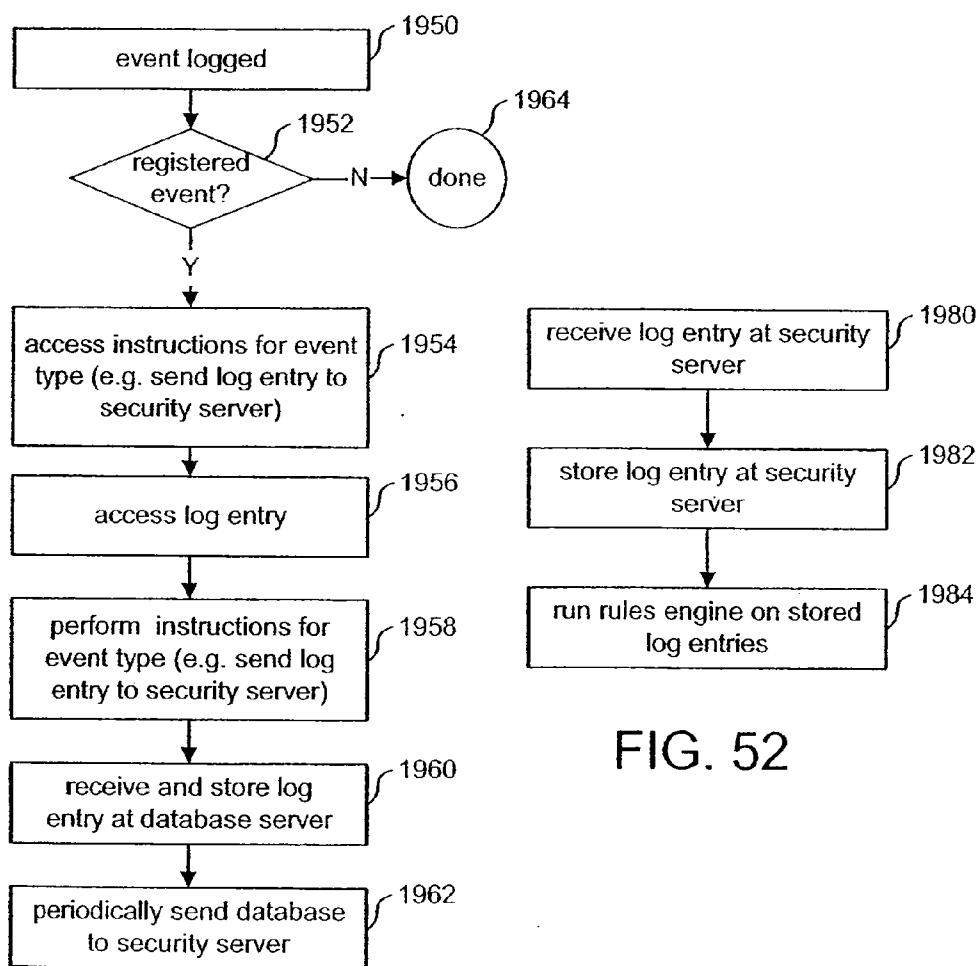 1950
event logged
1952
registered
event?
N
1964
done
Y
1954
access instructions for event
type (e.g. send log entry to
security server)
1956
access log entry
1958
perform instructions for
event type (e.g. send log
entry to security server)
1960
receive and store log
entry at database server
1962
periodically send database
to security server
1980
receive log entry at security
server
1982
store log entry at security
server
1984
run rules engine on stored
log entries
FIG. 52